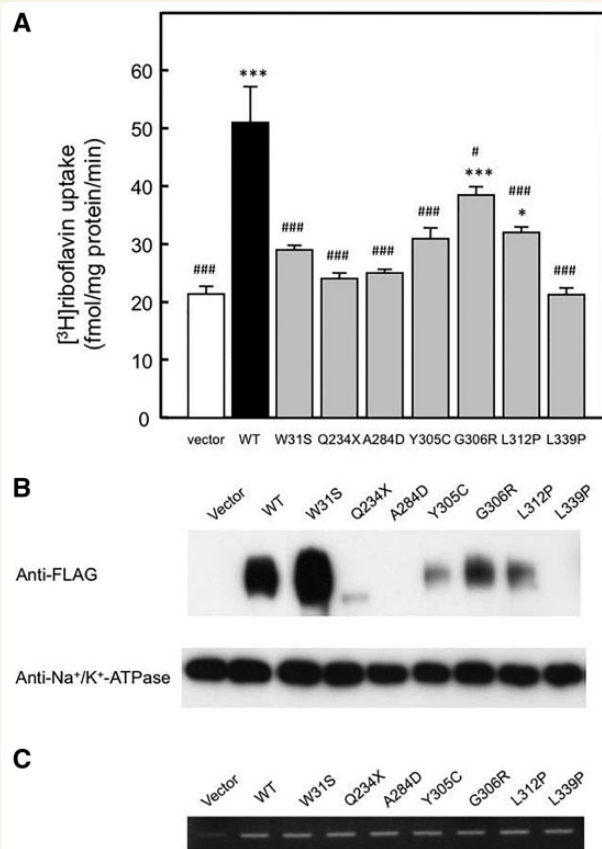 A
[³H]riboflavin uptake
(fmol/mg protein/min)
60
50
40
30
20
10
0
###
***
###
###
###
###
#
***
###
*
###
vector WT W31S Q234X A284D Y305C G306R L312P L339P
B
Vector WT W31S Q234X A284D Y305C G306R L312P L339P
Anti-FLAG
Anti-Na⁺/K⁺-ATPase
C
Vector WT W31S Q234X A284D Y305C G306R L312P L339P